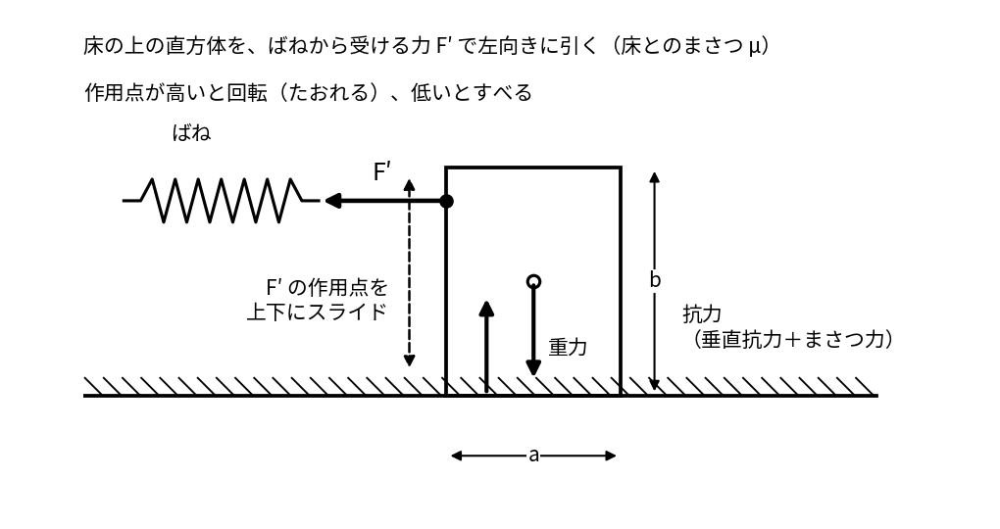 床の上の直方体を、ばねから受ける力 F′ で左向きに引く（床とのまさつ μ）
作用点が高いと回転（たおれる）、低いとすべる
ばね
F′
F′ の作用点を
上下にスライド
重力
b
抗力
（垂直抗力＋まさつ力）
a